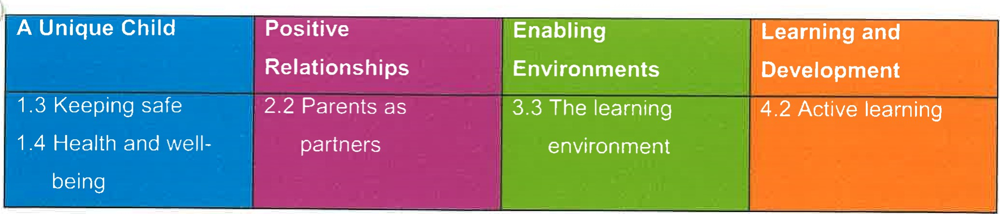 A Unique Child
Positive
Relationships
Enabling
Environments
Learning and
Development
1.3 Keeping safe
1.4 Health and well-
being
2.2 Parents as
partners
3.3 The learning
environment
4.2 Active learning